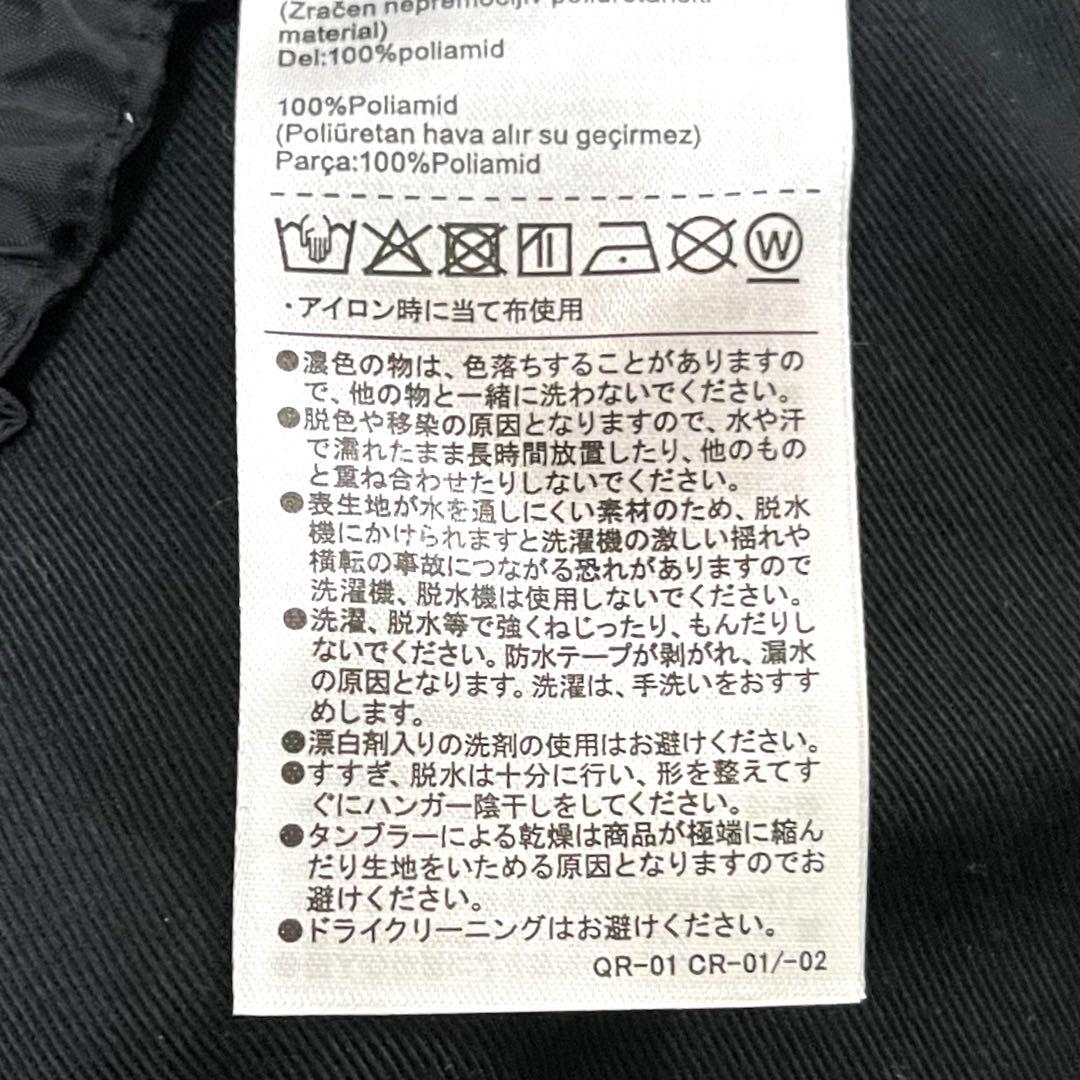 (Zračen nepremočljiv poliuretanski
material)
Del:100%poliamid
100%Poliamid
(Poliüretan hava alır su geçirmez)
Parça:100%Poliamid
W
・アイロン時に当て布使用
●濃色の物は、色落ちすることがありますの
で、他の物と一緒に洗わないでください。
●脱色や移染の原因となりますので、水や汗
で濡れたまま長時間放置したり、他のもの
と重ね合わせたりしないでください。
●表生地が水を通しにくい素材のため、脱水
機にかけられますと洗濯機の激しい揺れや
横転の事故につながる恐れがありますので
洗濯機、脱水機は使用しないでください。
●洗濯、脱水等で強くねじったり、もんだりし
ないでください。防水テープが剥がれ、漏水
の原因となります。洗濯は、手洗いをおすす
めします。
●漂白剤入りの洗剤の使用はお避けください。
●すすぎ、脱水は十分に行い、形を整えてす
ぐにハンガー陰干しをしてください。
●タンブラーによる乾燥は商品が極端に縮ん
だり生地をいためる原因となりますのでお
避けください。
●ドライクリーニングはお避けください。
QR-01 CR-01/-02